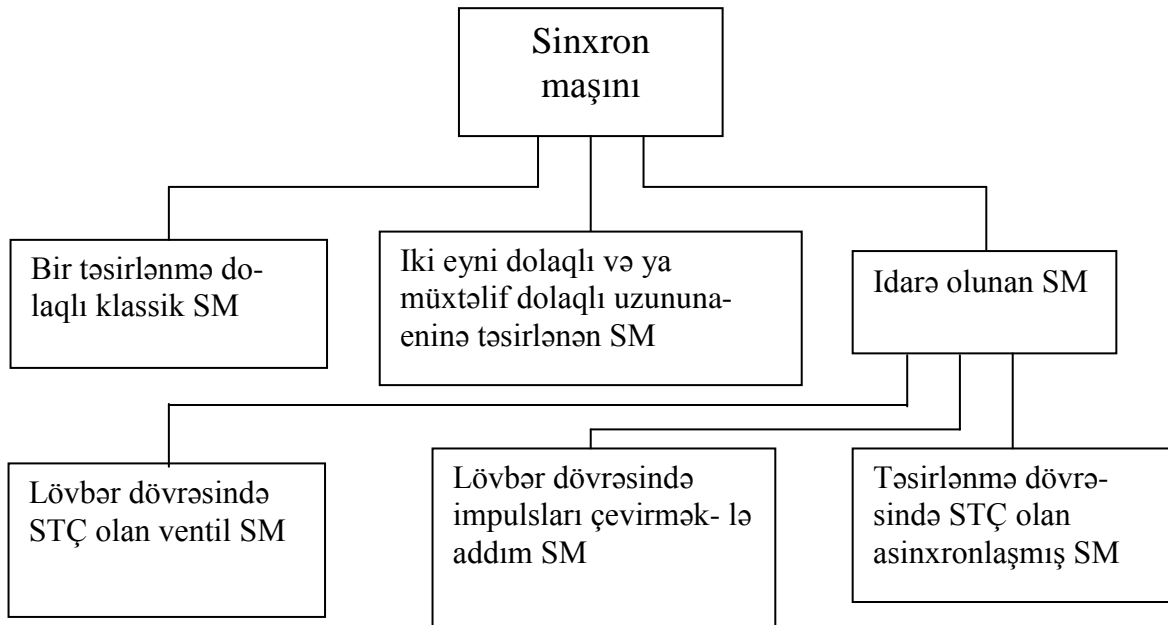 Sinxron
maşını
Bir təsirlənmə do-
laqlı klassik SM
Iki eyni dolaqlı və ya
müxtəlif dolaqlı uzununa-
eninə təsirlənən SM
Idarə olunan SM
Lövbər dövrəsində
STÇ olan ventil SM
Lövbər dövrəsində
impulsları çevirmək- lə
addım SM
Təsirlənmə dövrə-
sində STÇ olan
asinxronlaşmış SM